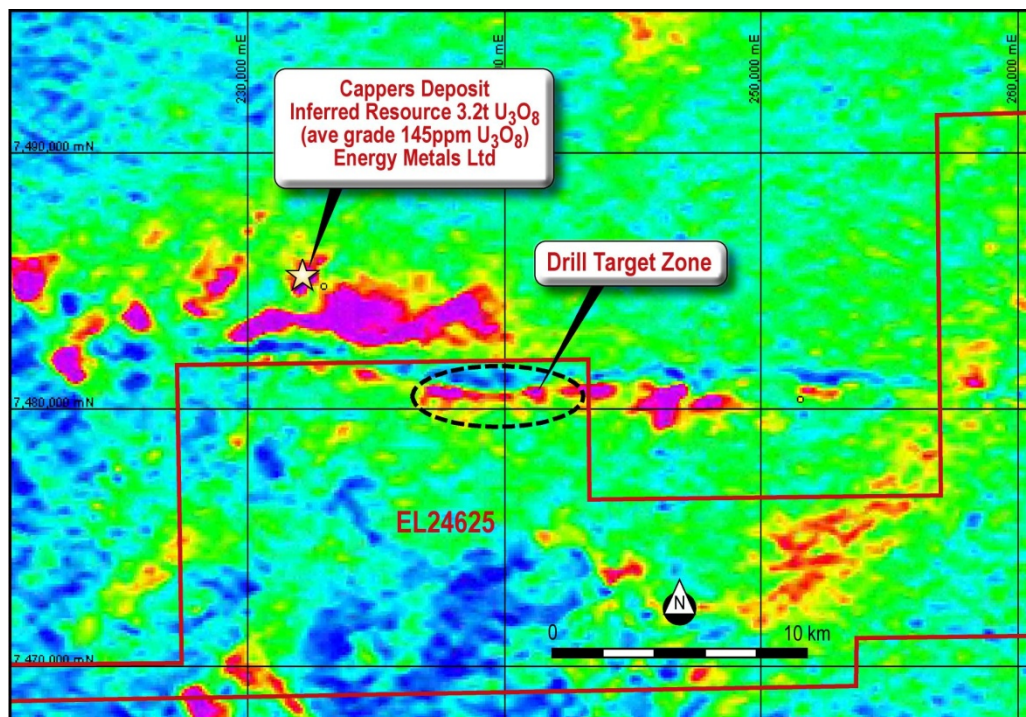 230,000 mE
mE
250,000 mE
260,000 mE
Cappers Deposit
Inferred Resource 3.2t U₃O₈
(ave grade 145ppm U₃O₈)
Energy Metals Ltd
7,490,000 mN
Drill Target Zone
7,480,000 mN
EL24625
N
0 10 km
7,470,000 mN